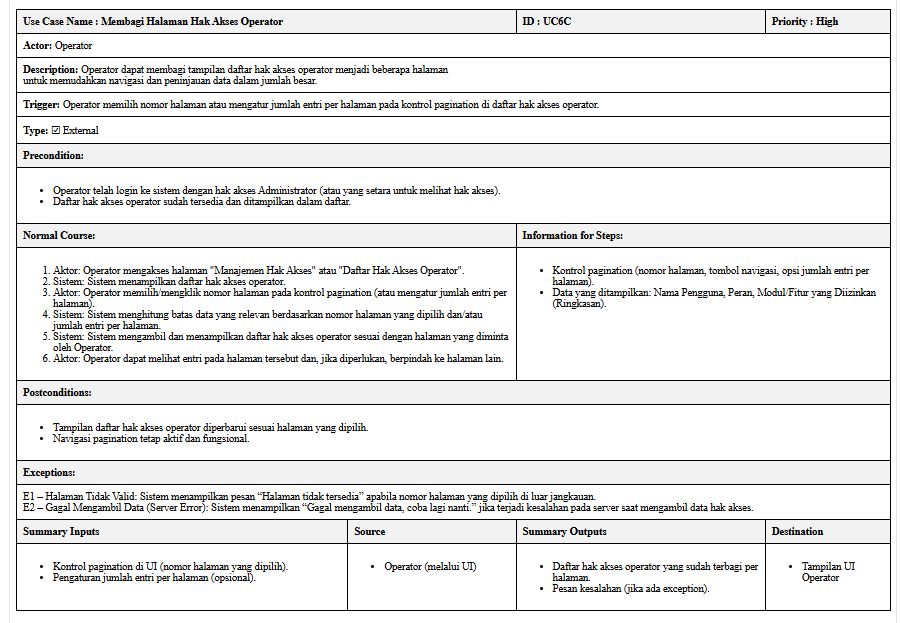 Use Case Name : Membagi Halaman Hak Akses Operator
ID : UC6C
Priority : High
Actor: Operator
Description: Operator dapat membagi tampilan daftar hak akses operator menjadi beberapa halaman
untuk memudahkan navigasi dan peninjauan data dalam jumlah besar.
Trigger: Operator memilih nomor halaman atau mengatur jumlah entri per halaman pada kontrol pagination di daftar hak akses operator.
Type: ☑ External
Precondition:
• Operator telah login ke sistem dengan hak akses Administrator (atau yang setara untuk melihat hak akses).
• Daftar hak akses operator sudah tersedia dan ditampilkan dalam daftar.
Normal Course:
1. Aktor: Operator mengakses halaman "Manajemen Hak Akses" atau "Daftar Hak Akses Operator".
2. Sistem: Sistem menampilkan daftar hak akses operator.
3. Aktor: Operator memilih/mengklik nomor halaman pada kontrol pagination (atau mengatur jumlah entri per
halaman).
4. Sistem: Sistem menghitung batas data yang relevan berdasarkan nomor halaman yang dipilih dan/atau
jumlah entri per halaman.
5. Sistem: Sistem mengambil dan menampilkan daftar hak akses operator sesuai dengan halaman yang diminta
oleh Operator.
6. Aktor: Operator dapat melihat entri pada halaman tersebut dan, jika diperlukan, berpindah ke halaman lain.
Information for Steps:
• Kontrol pagination (nomor halaman, tombol navigasi, opsi jumlah entri per
halaman).
• Data yang ditampilkan: Nama Pengguna, Peran, Modul/Fitur yang Diizinkan
(Ringkasan).
Postconditions:
• Tampilan daftar hak akses operator diperbarui sesuai halaman yang dipilih.
• Navigasi pagination tetap aktif dan fungsional.
Exceptions:
E1 – Halaman Tidak Valid: Sistem menampilkan pesan “Halaman tidak tersedia” apabila nomor halaman yang dipilih di luar jangkauan.
E2 – Gagal Mengambil Data (Server Error): Sistem menampilkan “Gagal mengambil data, coba lagi nanti.” jika terjadi kesalahan pada server saat mengambil data hak akses.
Summary Inputs
Source
Summary Outputs
Destination
• Kontrol pagination di UI (nomor halaman yang dipilih).
• Pengaturan jumlah entri per halaman (opsional).
• Operator (melalui UI)
• Daftar hak akses operator yang sudah terbagi per
halaman.
• Pesan kesalahan (jika ada exception).
• Tampilan UI
Operator